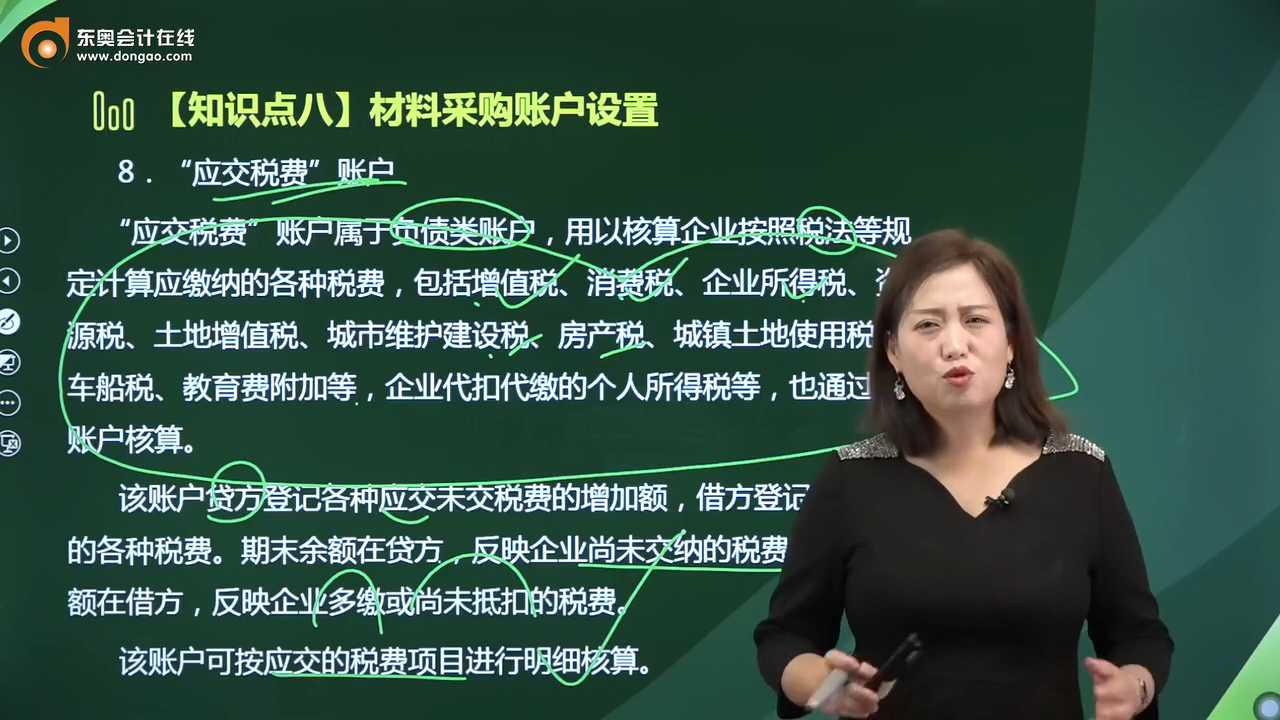 东奥会计在线
www.dongao.com
【知识点八】材料采购账户设置
8．“应交税费”账户
“应交税费”账户属于负债类账户，用以核算企业按照税法等规
定计算应缴纳的各种税费，包括增值税、消费税、企业所得税、资
源税、土地增值税、城市维护建设税、房产税、城镇土地使用税
车船税、教育费附加等，企业代扣代缴的个人所得税等，也通过
账户核算。
该账户贷方登记各种应交未交税费的增加额，借方登记
的各种税费。期末余额在贷方，反映企业尚未交纳的税费
额在借方，反映企业多缴或尚未抵扣的税费。
该账户可按应交的税费项目进行明细核算。